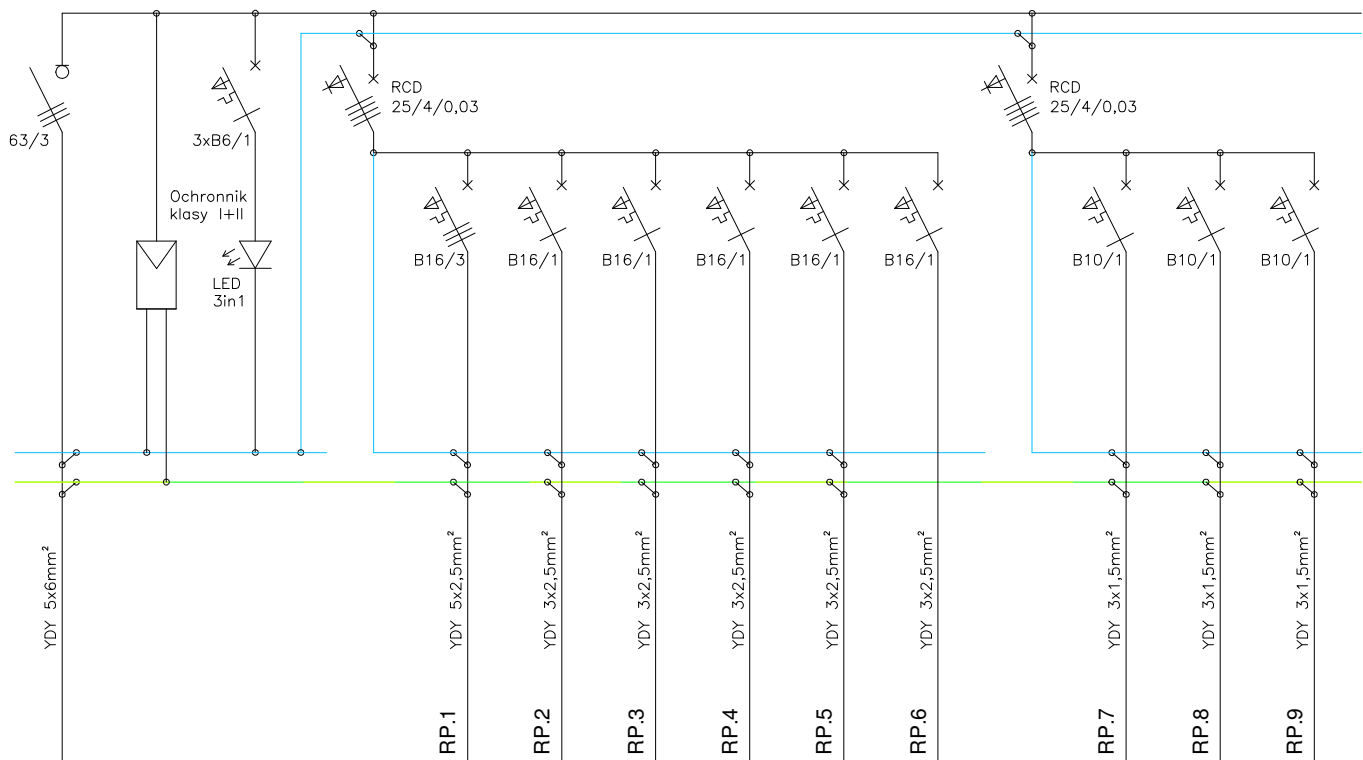 RCD
25/4/0,03
RCD
25/4/0,03
63/3
3xB6/1
Ochronnik
klasy I+II
LED
3in1
B16/3
B16/1
B16/1
B16/1
B16/1
B16/1
B10/1
B10/1
B10/1
YDY 5x6mm²
YDY 5x2,5mm²
YDY 3x2,5mm²
YDY 3x2,5mm²
YDY 3x2,5mm²
YDY 3x2,5mm²
YDY 3x2,5mm²
YDY 3x1,5mm²
YDY 3x1,5mm²
YDY 3x1,5mm²
RP.1
RP.2
RP.3
RP.4
RP.5
RP.6
RP.7
RP.8
RP.9